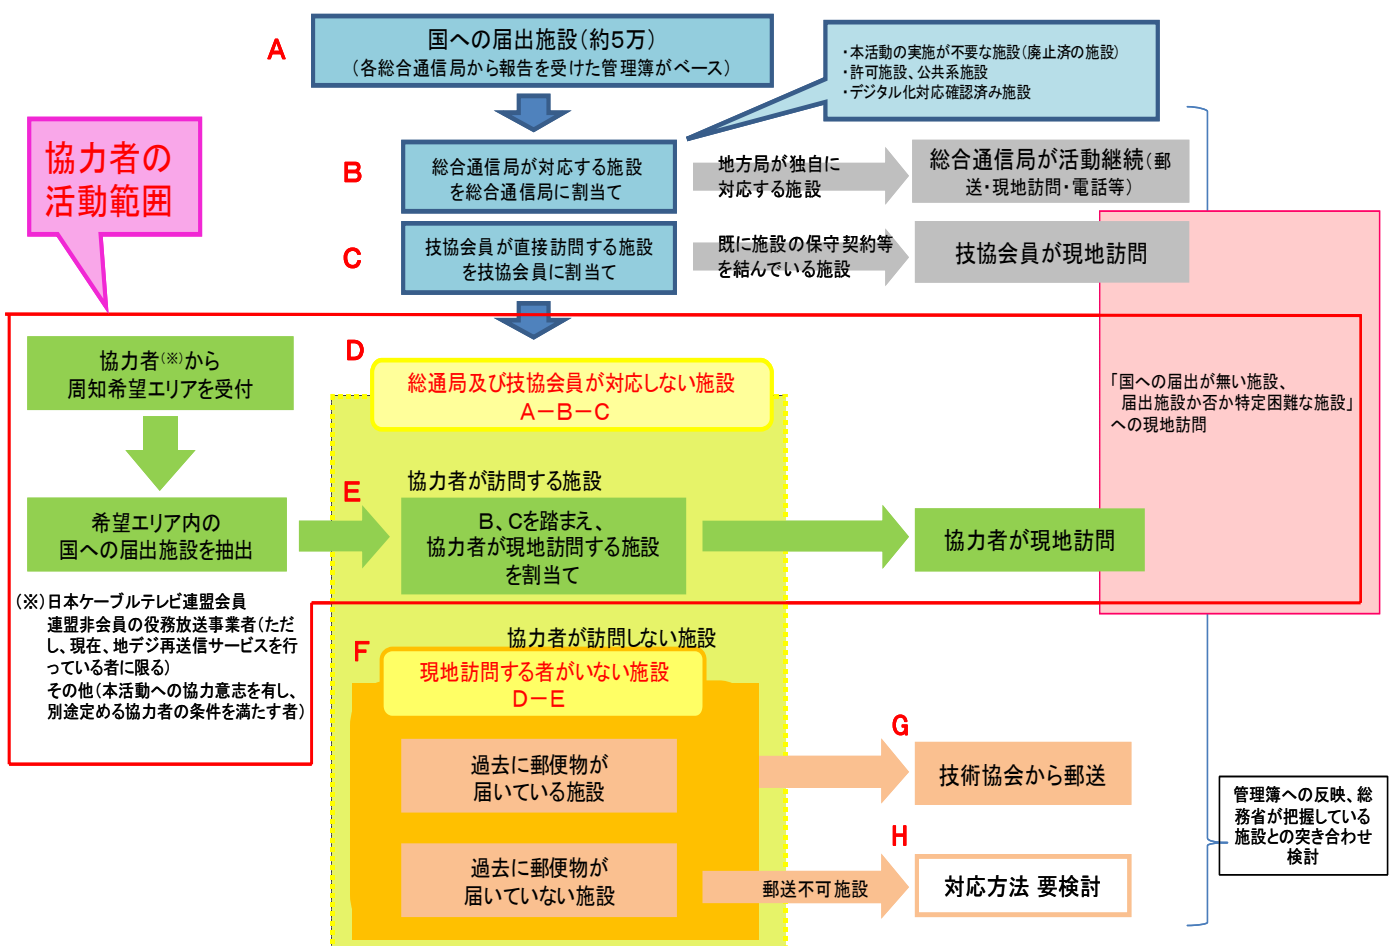 A
国への届出施設（約５万）
（各総合通信局から報告を受けた管理簿がベース）
・本活動の実施が不要な施設（廃止済の施設）
・許可施設、公共系施設
・デジタル化対応確認済み施設
協力者の
活動範囲
B
総合通信局が対応する施設
を総合通信局に割当て
地方局が独自に
対応する施設
総合通信局が活動継続（郵
送・現地訪問・電話等）
C
技協会員が直接訪問する施設
を技協会員に割当て
既に施設の保守契約等
を結んでいる施設
技協会員が現地訪問
協力者（※）から
周知希望エリアを受付
D
総通局及び技協会員が対応しない施設
A－B－C
「国への届出が無い施設、
届出施設か否か特定困難な施設」
への現地訪問
協力者が訪問する施設
E
希望エリア内の
国への届出施設を抽出
B、Cを踏まえ、
協力者が現地訪問する施設
を割当て
協力者が現地訪問
（※）日本ケーブルテレビ連盟会員
連盟非会員の役務放送事業者（ただ
し、現在、地デジ再送信サービスを行
っている者に限る）
その他（本活動への協力意志を有し、
別途定める協力者の条件を満たす者）
協力者が訪問しない施設
F
現地訪問する者がいない施設
D－E
過去に郵便物が
届いている施設
G
技術協会から郵送
過去に郵便物が
届いていない施設
郵送不可施設
H
対応方法 要検討
管理簿への反映、総
務省が把握している
施設との突き合わせ
検討